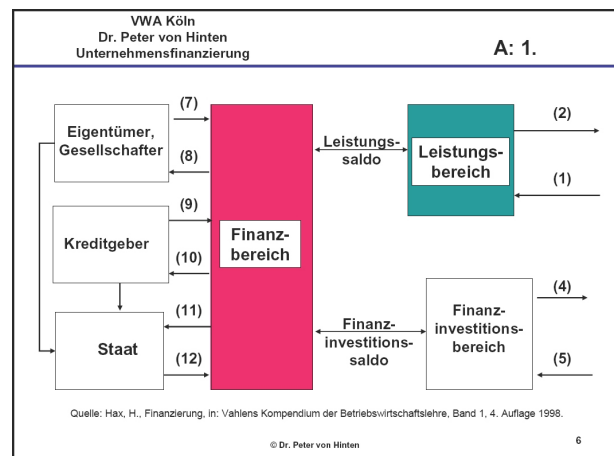 VWA Köln
Dr. Peter von Hinten
Unternehmensfinanzierung
A: 1.
Eigentümer,
Gesellschafter
(7)
(8)
Kreditgeber
(9)
(10)
Staat
(11)
(12)
Finanz-
bereich
Leistungs-
saldo
Leistungs-
bereich
(2)
(1)
Finanz-
investitions-
saldo
Finanz-
investitions-
bereich
(4)
(5)
Quelle: Hax, H., Finanzierung, in: Vahlens Kompendium der Betriebswirtschaftslehre, Band 1, 4. Auflage 1998.
© Dr. Peter von Hinten
6